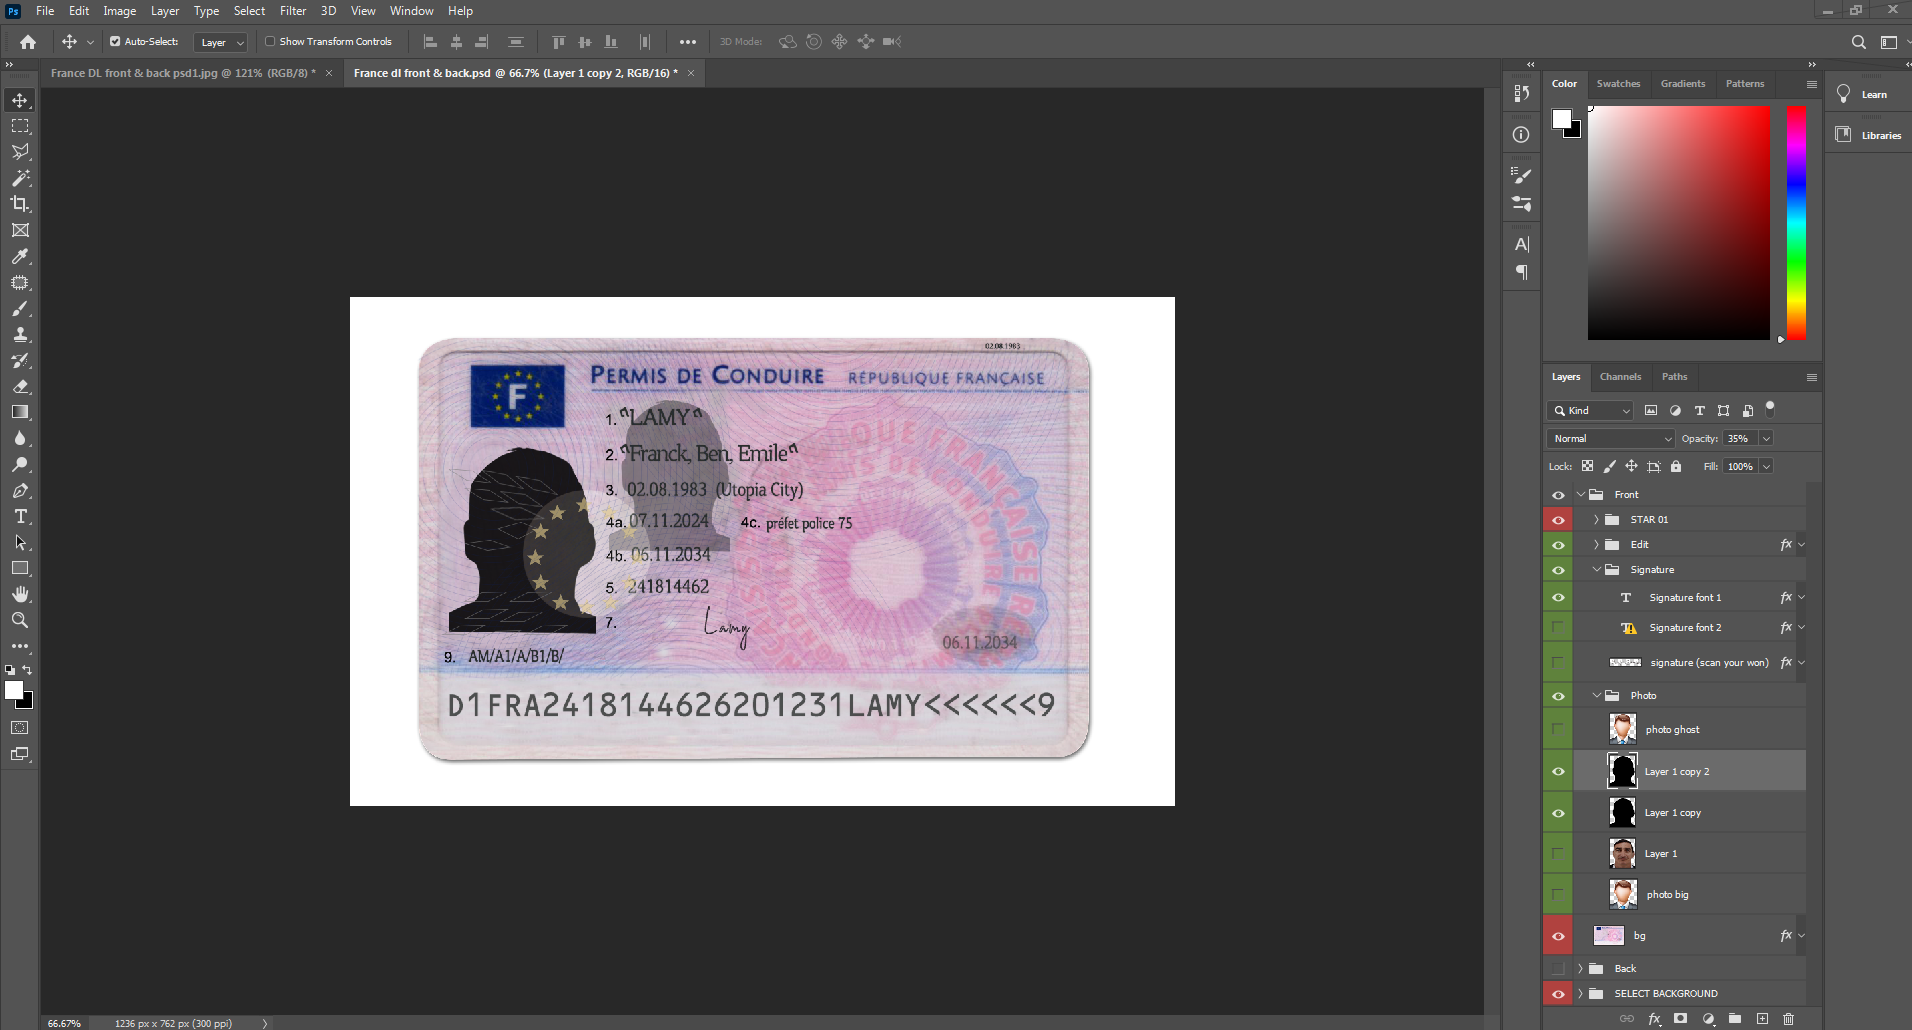 Ps File Edit Image Layer Type Select Filter 3D View Window Help
Auto-Select: Layer Show Transform Controls 3D Mode:
France DL front & back psd1.jpg @ 121% (RGB/8) * × France dl front & back.psd @ 66.7% (Layer 1 copy 2, RGB/16) * ×
02.08.1983
F
PERMIS DE CONDUIRE RÉPUBLIQUE FRANÇAISE
1. "LAMY"
2. "Franck, Ben, Emile"
3. 02.08.1983 (Utopia City)
4a. 07.11.2024 4c. préfet police 75
4b. 06.11.2034
5. 241814462
7. Lamy
06.11.2034
9. AM/A1/A/B1/B/
D1FRA2418144626201231LAMY<<<<<<9
66.67% 1236 px x 762 px (300 ppi)
Color Swatches Gradients Patterns
Learn
Libraries
Layers Channels Paths
Kind
Normal Opacity: 35%
Lock: Fill: 100%
Front
STAR 01
Edit fx
Signature
Signature font 1 fx
Signature font 2 fx
signature (scan your won) fx
Photo
photo ghost
Layer 1 copy 2
Layer 1 copy
Layer 1
photo big
bg fx
Back
SELECT BACKGROUND
fx